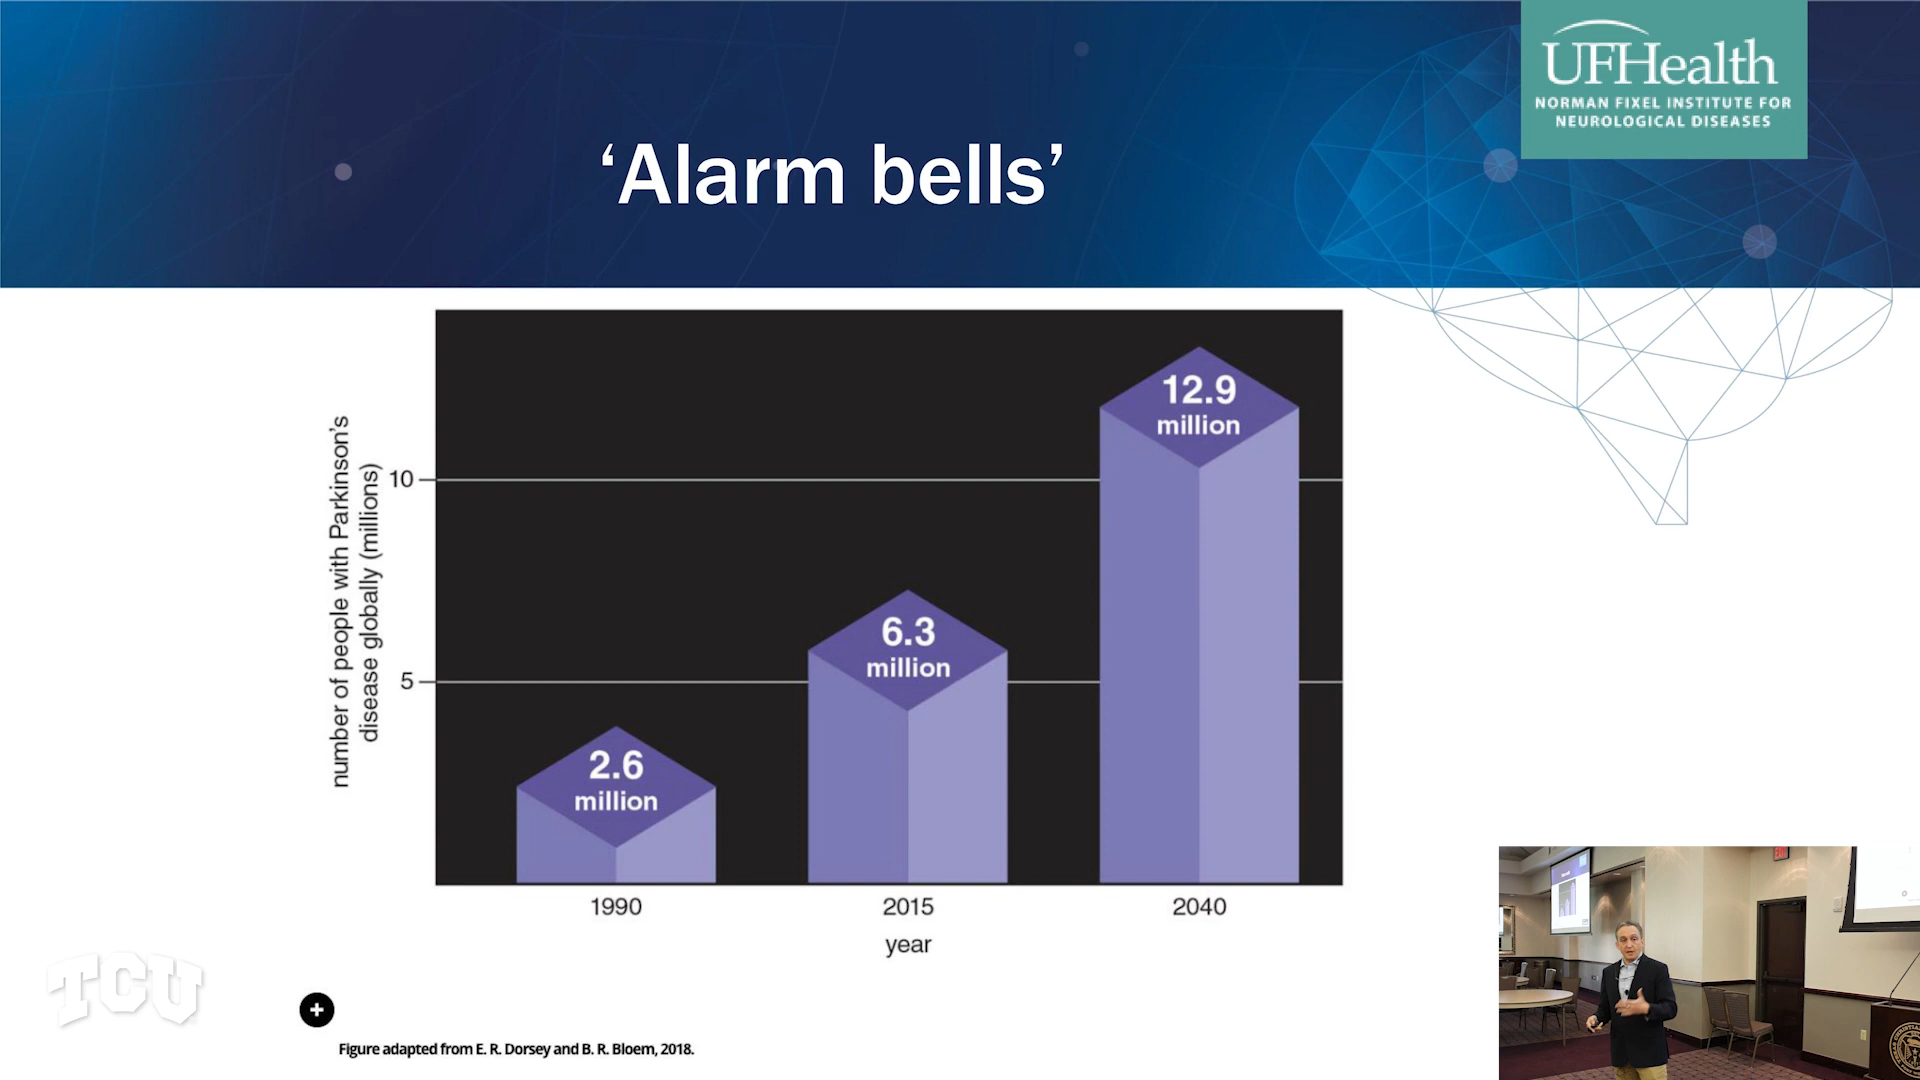 UFHealth
NORMAN FIXEL INSTITUTE FOR
NEUROLOGICAL DISEASES
‘Alarm bells’
number of people with Parkinson's
disease globally (millions)
10
5
12.9
million
6.3
million
2.6
million
1990
2015
2040
year
TCU
+
Figure adapted from E. R. Dorsey and B. R. Bloem, 2018.